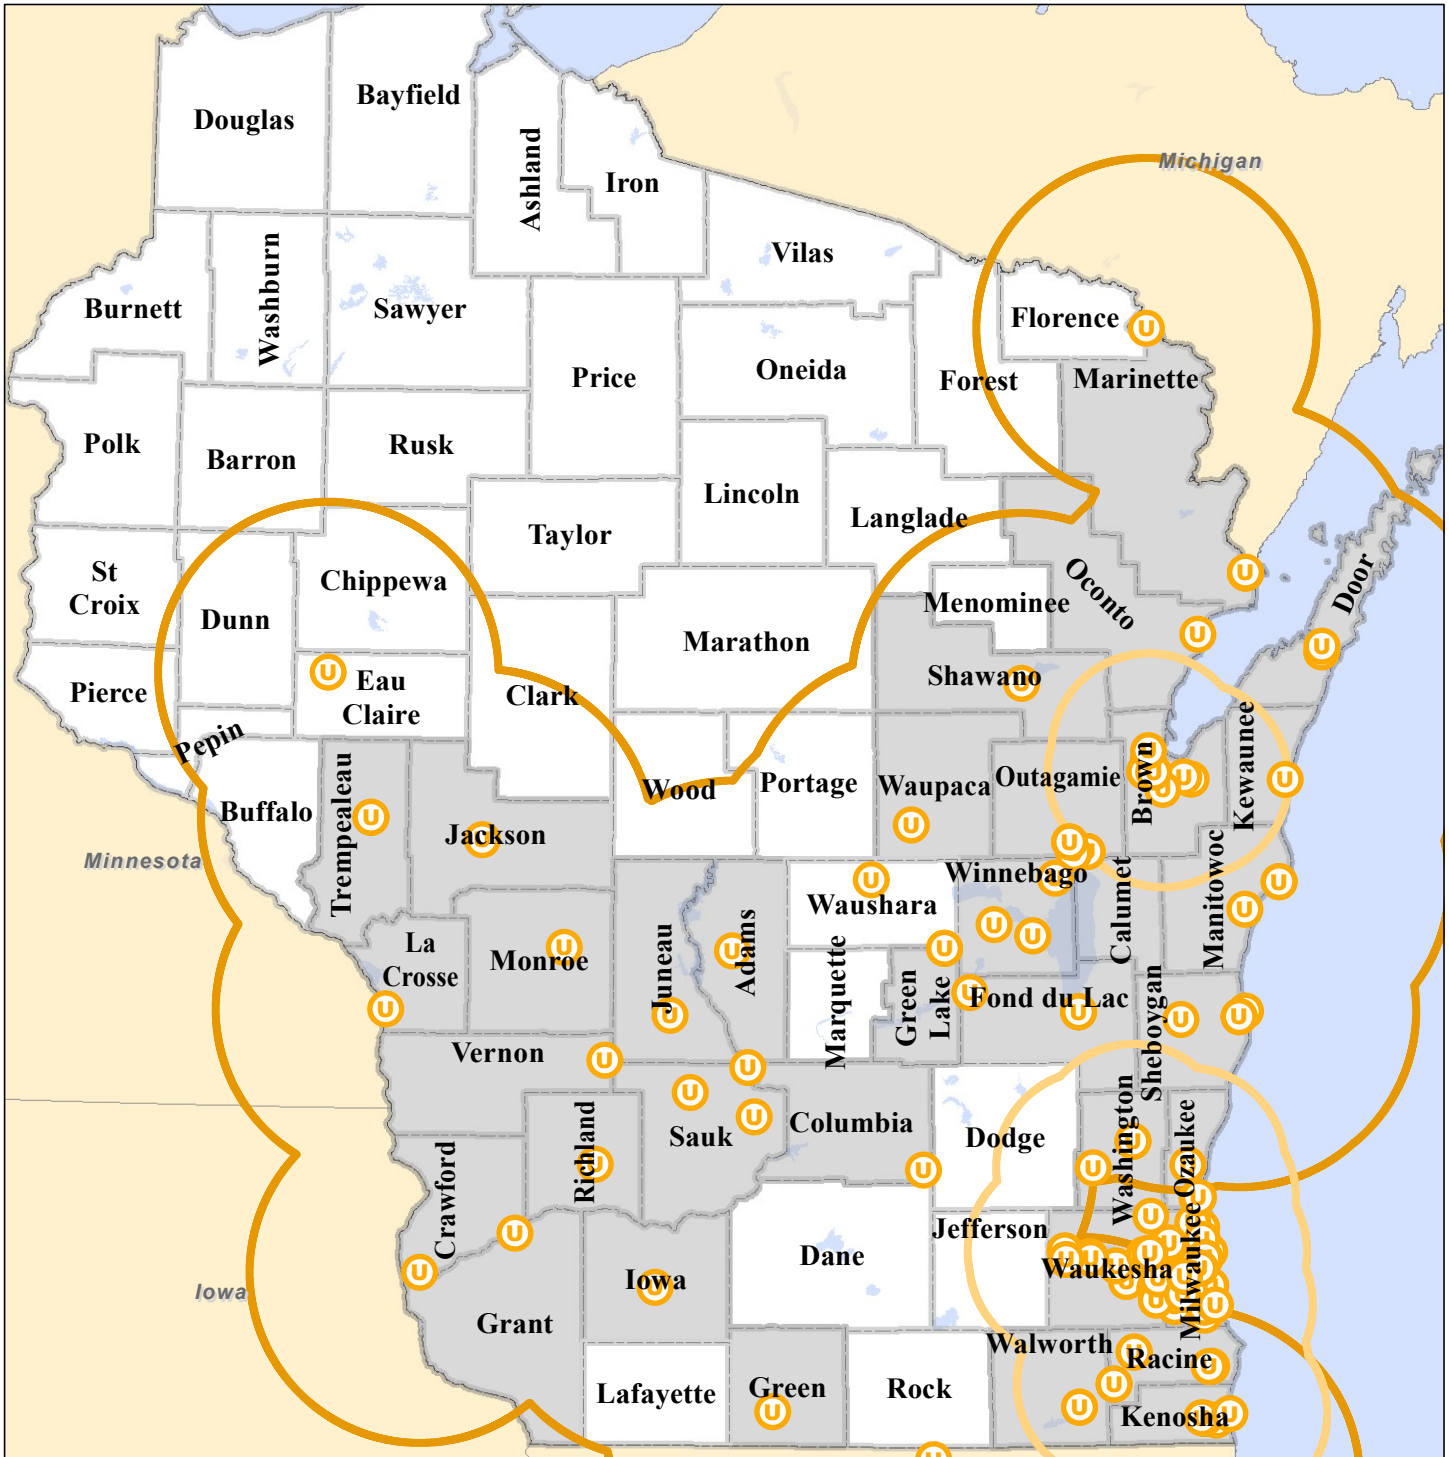 Bayfield
Douglas
Ashland
Michigan
Iron
Vilas
Washburn
Burnett
Sawyer
Florence
U
Price
Oneida
Forest
Marinette
Polk
Barron
Rusk
Lincoln
Langlade
Taylor
St
Croix
Chippewa
U
Door
Oconto
Dunn
Menominee
Marathon
U
U
Shawano
U
Pierce
U
Eau
Claire
Clark
Pepin
Kewaunee
Brown
U
U
U
U
U
Outagamie
Waupaca
U
Wood
Portage
Buffalo
Trempealeau
U
Jackson
U
Minnesota
U
Winnebago
U
Calumet
Manitowoc
U
U
Waushara
U
U
U
Adams
U
La
Crosse
U
Monroe
U
Juneau
U
Marquette
Green
Lake
U
U
Fond du Lac
U
Sheboygan
U
U
Vernon
U
U
U
U
Sauk
Columbia
U
Dodge
Washington
U
U
Ozaukee
U
U
Richland
U
Crawford
U
U
Jefferson
U
Milwaukee
Waukesha
U
U
U
U
U
Dane
Iowa
U
Iowa
Grant
Walworth
U
Racine
U
U
Lafayette
Green
U
Rock
U
Kenosha
U
U
U